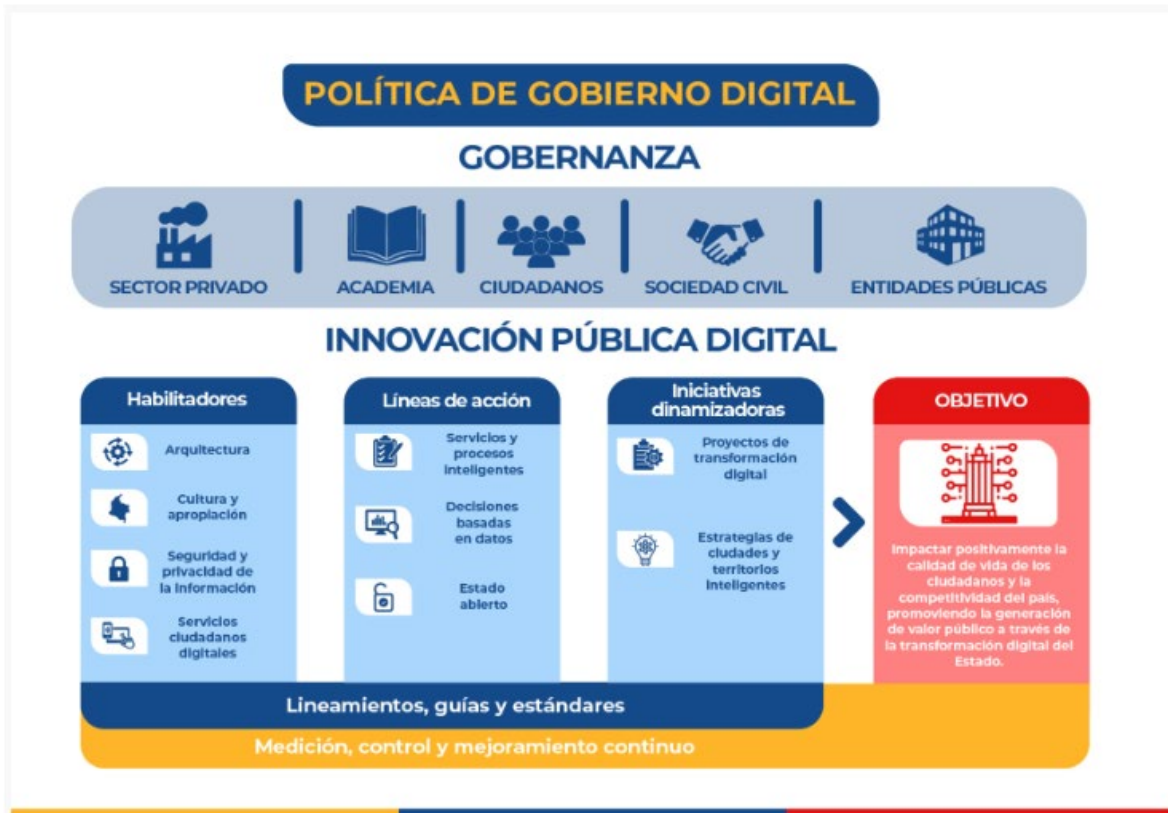 POLÍTICA DE GOBIERNO DIGITAL
GOBERNANZA
SECTOR PRIVADO
ACADEMIA
CIUDADANOS
SOCIEDAD CIVIL
ENTIDADES PÚBLICAS
INNOVACIÓN PÚBLICA DIGITAL
Habilitadores
Arquitectura
Cultura y
apropiación
Seguridad y
privacidad de
la información
Servicios
ciudadanos
digitales
Líneas de acción
Servicios y
procesos
inteligentes
Decisiones
basadas
en datos
Estado
abierto
Iniciativas
dinamizadoras
Proyectos de
transformación
digital
Estrategias de
ciudades y
territorios
inteligentes
OBJETIVO
Impactar positivamente la
calidad de vida de los
ciudadanos y la
competitividad del país,
promoviendo la generación
de valor público a través de
la transformación digital del
Estado.
Lineamientos, guías y estándares
Medición, control y mejoramiento continuo